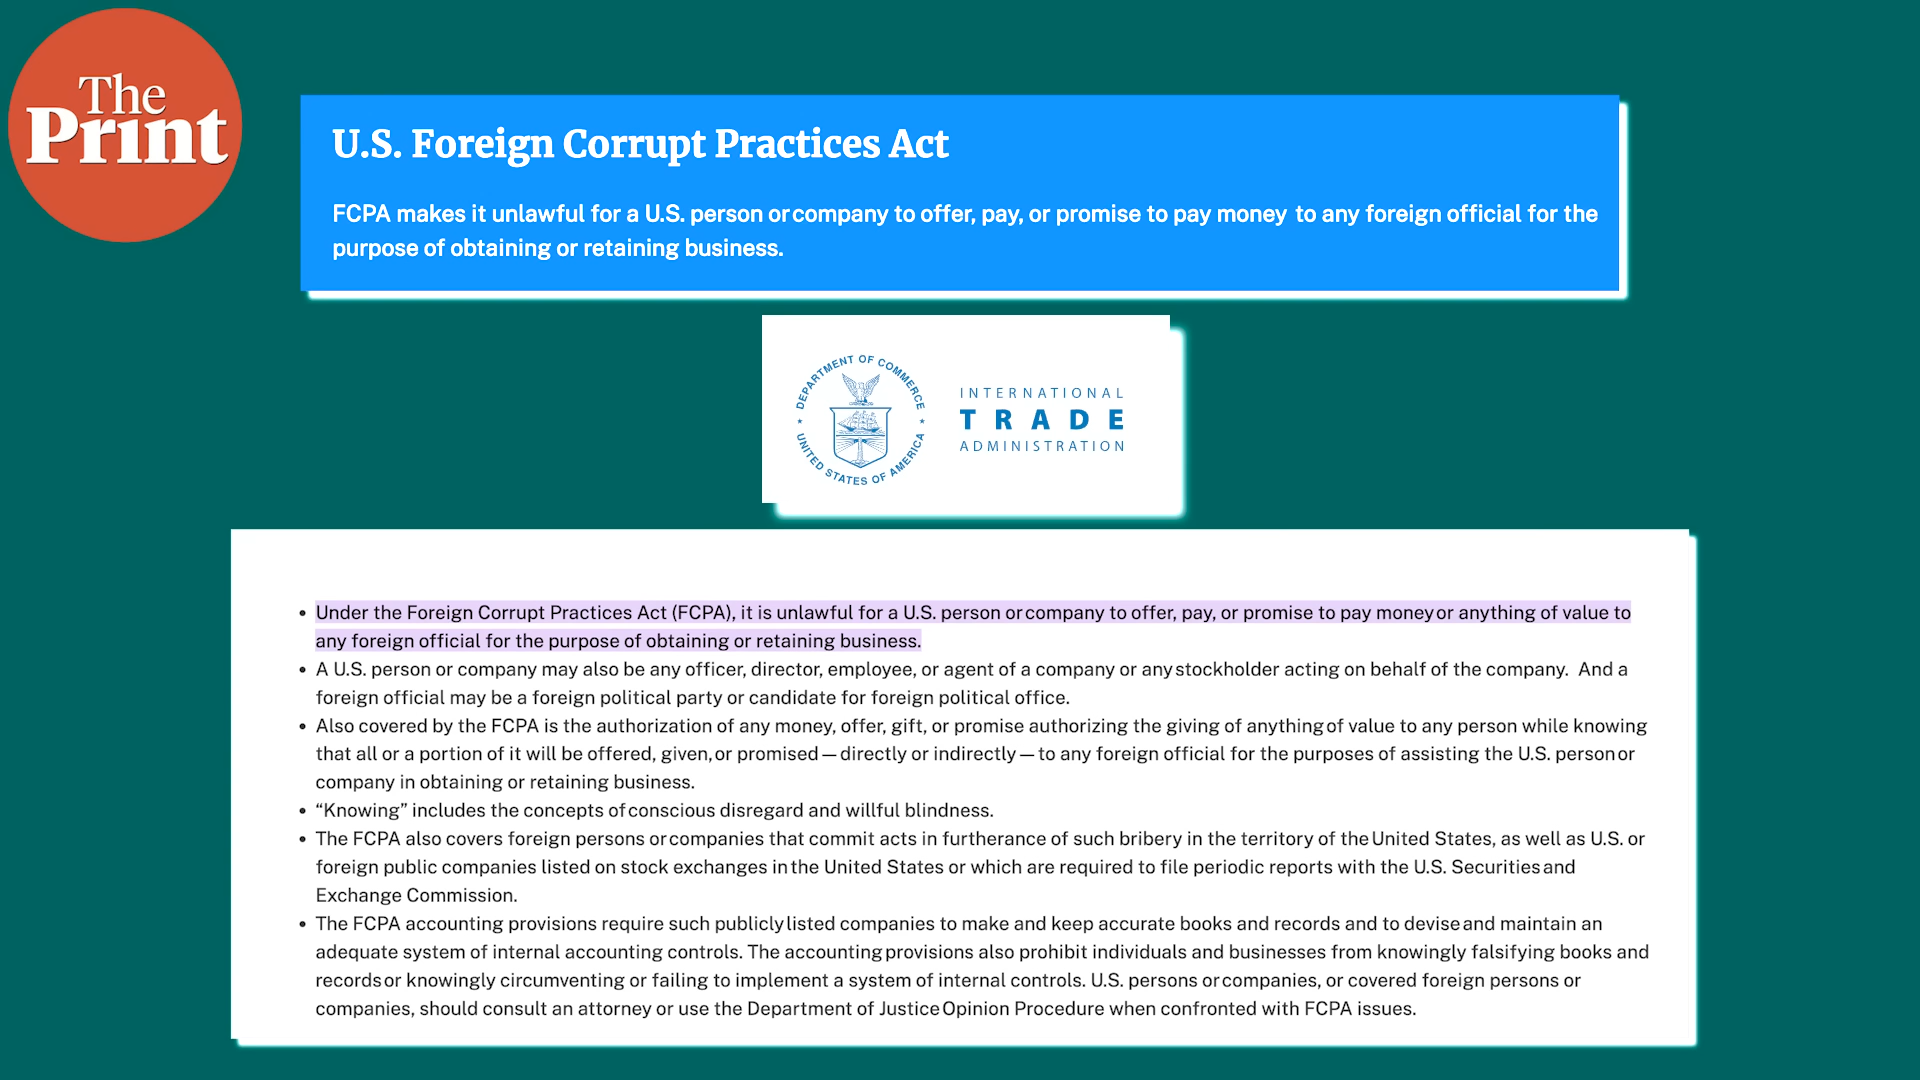 The
Print
U.S. Foreign Corrupt Practices Act
FCPA makes it unlawful for a U.S. person or company to offer, pay, or promise to pay money to any foreign official for the
purpose of obtaining or retaining business.
DEPARTMENT OF COMMERCE
UNITED STATES OF AMERICA
INTERNATIONAL
TRADE
ADMINISTRATION
• Under the Foreign Corrupt Practices Act (FCPA), it is unlawful for a U.S. person or company to offer, pay, or promise to pay money or anything of value to
any foreign official for the purpose of obtaining or retaining business.
• A U.S. person or company may also be any officer, director, employee, or agent of a company or any stockholder acting on behalf of the company. And a
foreign official may be a foreign political party or candidate for foreign political office.
• Also covered by the FCPA is the authorization of any money, offer, gift, or promise authorizing the giving of anything of value to any person while knowing
that all or a portion of it will be offered, given, or promised — directly or indirectly — to any foreign official for the purposes of assisting the U.S. person or
company in obtaining or retaining business.
• “Knowing” includes the concepts of conscious disregard and willful blindness.
• The FCPA also covers foreign persons or companies that commit acts in furtherance of such bribery in the territory of the United States, as well as U.S. or
foreign public companies listed on stock exchanges in the United States or which are required to file periodic reports with the U.S. Securities and
Exchange Commission.
• The FCPA accounting provisions require such publicly listed companies to make and keep accurate books and records and to devise and maintain an
adequate system of internal accounting controls. The accounting provisions also prohibit individuals and businesses from knowingly falsifying books and
records or knowingly circumventing or failing to implement a system of internal controls. U.S. persons or companies, or covered foreign persons or
companies, should consult an attorney or use the Department of Justice Opinion Procedure when confronted with FCPA issues.